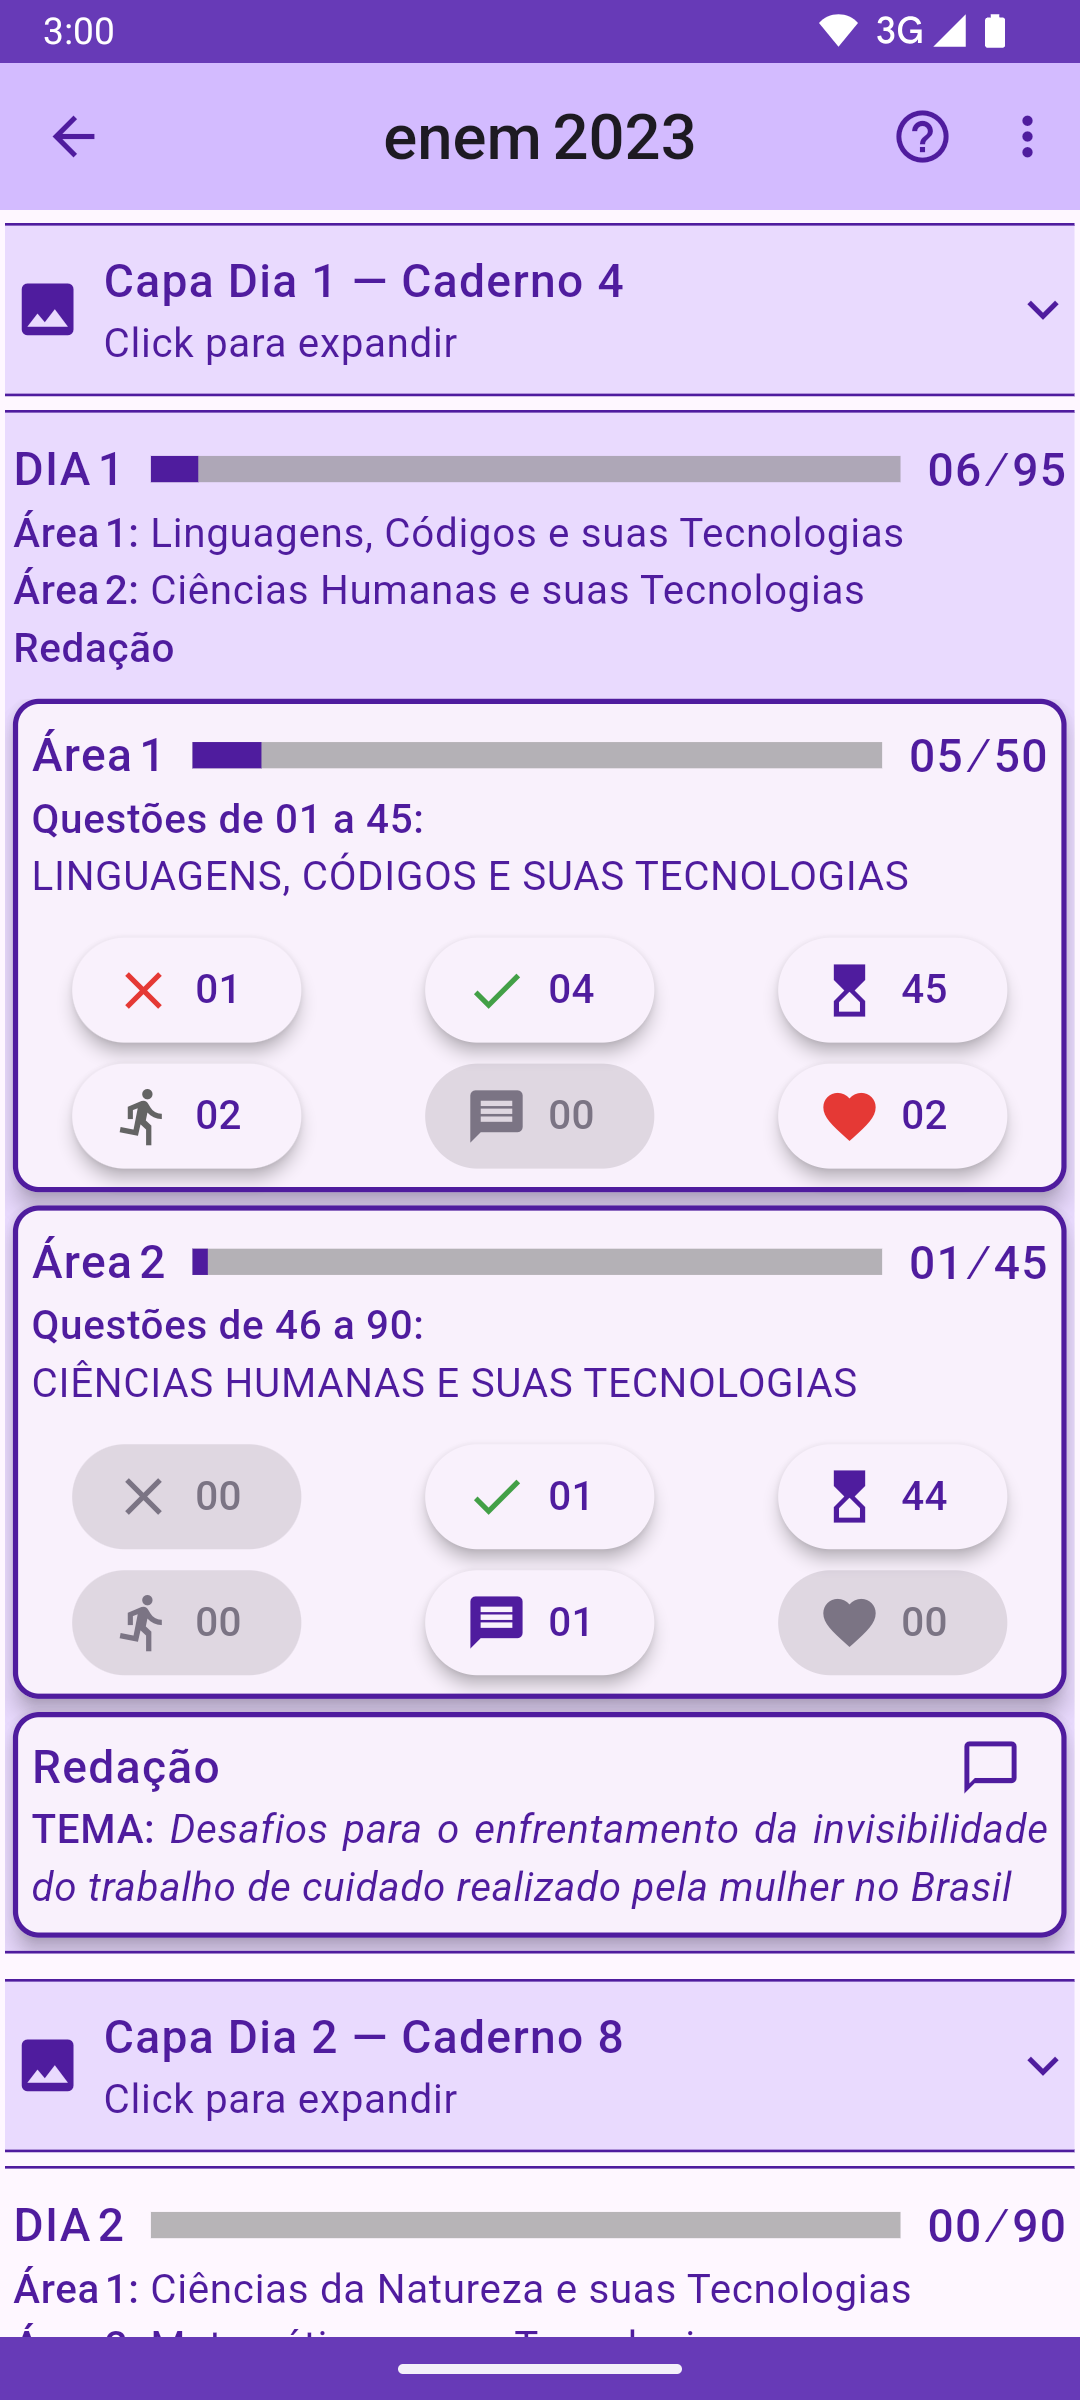 3:00 3G
enem 2023
Capa Dia 1 — Caderno 4
Click para expandir
DIA 1 06/95
Área 1: Linguagens, Códigos e suas Tecnologias
Área 2: Ciências Humanas e suas Tecnologias
Redação
Área 1 05/50
Questões de 01 a 45:
LINGUAGENS, CÓDIGOS E SUAS TECNOLOGIAS
01 04 45
02 00 02
Área 2 01/45
Questões de 46 a 90:
CIÊNCIAS HUMANAS E SUAS TECNOLOGIAS
00 01 44
00 01 00
Redação
TEMA: Desafios para o enfrentamento da invisibilidade
do trabalho de cuidado realizado pela mulher no Brasil
Capa Dia 2 — Caderno 8
Click para expandir
DIA 2 00/90
Área 1: Ciências da Natureza e suas Tecnologias